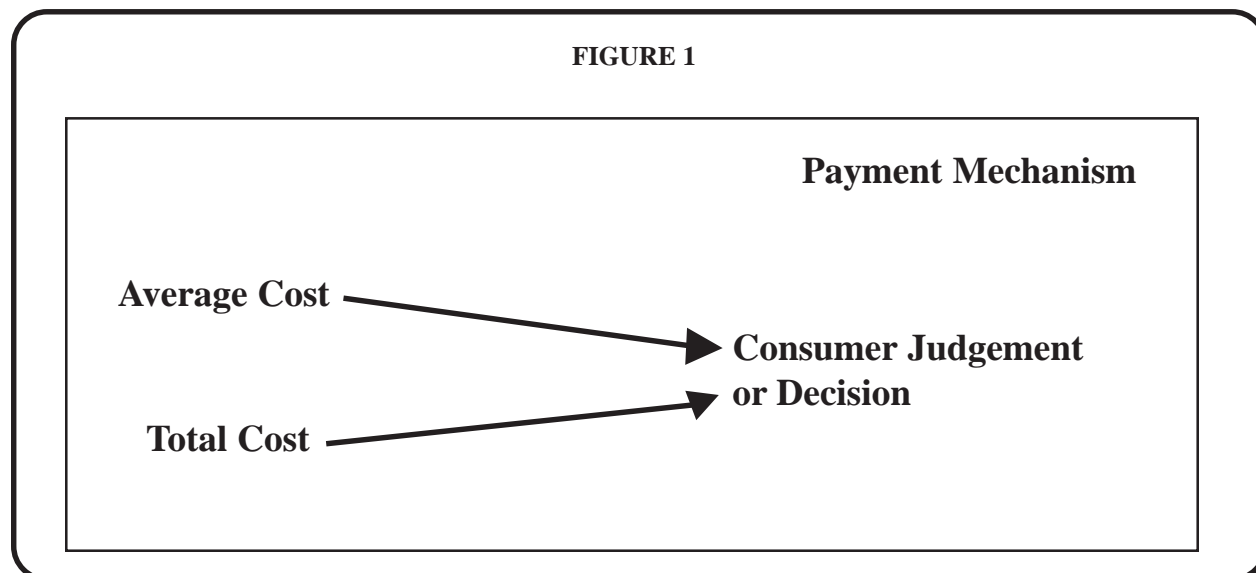 FIGURE 1
Payment Mechanism
Average Cost
Consumer Judgement
or Decision
Total Cost